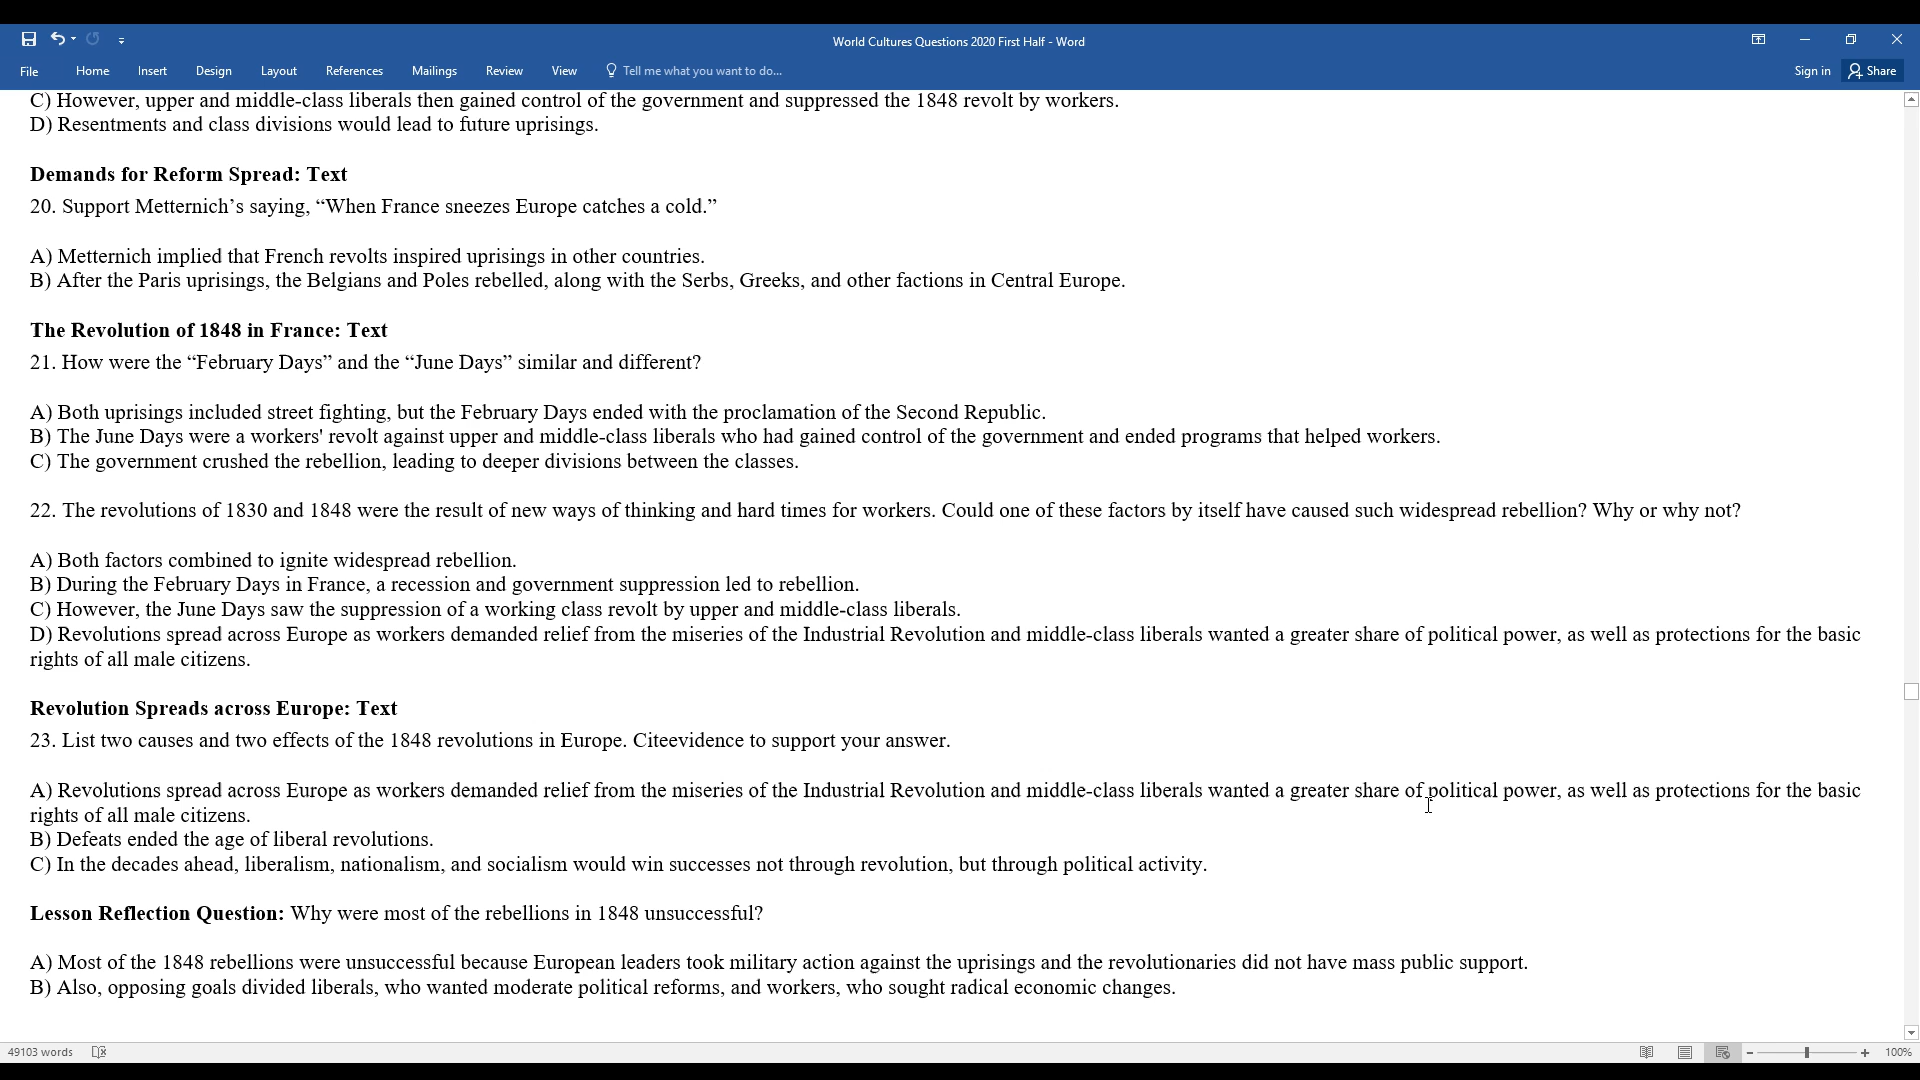 World Cultures Questions 2020 First Half - Word
File Home Insert Design Layout References Mailings Review View Tell me what you want to do... Sign in Share
C) However, upper and middle-class liberals then gained control of the government and suppressed the 1848 revolt by workers.
D) Resentments and class divisions would lead to future uprisings.
Demands for Reform Spread: Text
20. Support Metternich’s saying, “When France sneezes Europe catches a cold.”
A) Metternich implied that French revolts inspired uprisings in other countries.
B) After the Paris uprisings, the Belgians and Poles rebelled, along with the Serbs, Greeks, and other factions in Central Europe.
The Revolution of 1848 in France: Text
21. How were the “February Days” and the “June Days” similar and different?
A) Both uprisings included street fighting, but the February Days ended with the proclamation of the Second Republic.
B) The June Days were a workers' revolt against upper and middle-class liberals who had gained control of the government and ended programs that helped workers.
C) The government crushed the rebellion, leading to deeper divisions between the classes.
22. The revolutions of 1830 and 1848 were the result of new ways of thinking and hard times for workers. Could one of these factors by itself have caused such widespread rebellion? Why or why not?
A) Both factors combined to ignite widespread rebellion.
B) During the February Days in France, a recession and government suppression led to rebellion.
C) However, the June Days saw the suppression of a working class revolt by upper and middle-class liberals.
D) Revolutions spread across Europe as workers demanded relief from the miseries of the Industrial Revolution and middle-class liberals wanted a greater share of political power, as well as protections for the basic
rights of all male citizens.
Revolution Spreads across Europe: Text
23. List two causes and two effects of the 1848 revolutions in Europe. Citeevidence to support your answer.
A) Revolutions spread across Europe as workers demanded relief from the miseries of the Industrial Revolution and middle-class liberals wanted a greater share of political power, as well as protections for the basic
rights of all male citizens.
B) Defeats ended the age of liberal revolutions.
C) In the decades ahead, liberalism, nationalism, and socialism would win successes not through revolution, but through political activity.
Lesson Reflection Question: Why were most of the rebellions in 1848 unsuccessful?
A) Most of the 1848 rebellions were unsuccessful because European leaders took military action against the uprisings and the revolutionaries did not have mass public support.
B) Also, opposing goals divided liberals, who wanted moderate political reforms, and workers, who sought radical economic changes.
49103 words 100%